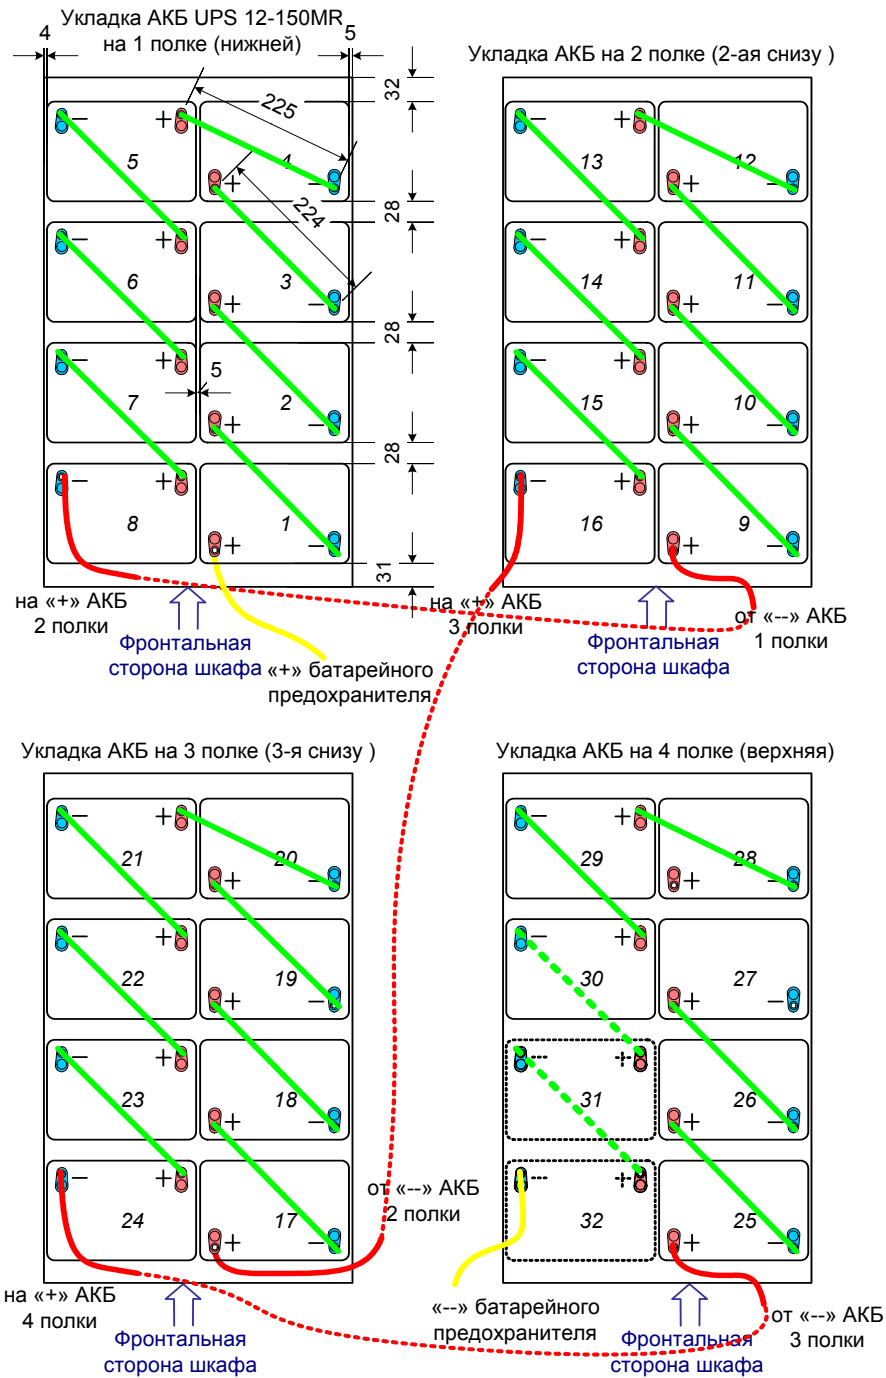 Укладка АКБ UPS 12-150MR
на 1 полке (нижней)
4
5
32
225
5
4
28
224
6
3
28
5
7
2
28
8
1
31
на «+» АКБ
2 полки
Фронтальная
сторона шкафа
«+» батарейного
предохранителя
Укладка АКБ на 2 полке (2-ая снизу )
13
12
14
11
15
10
16
9
на «+» АКБ
3 полки
Фронтальная
сторона шкафа
от «--» АКБ
1 полки
Укладка АКБ на 3 полке (3-я снизу )
21
20
22
19
23
18
24
17
от «--» АКБ
2 полки
на «+» АКБ
4 полки
Фронтальная
сторона шкафа
Укладка АКБ на 4 полке (верхняя)
29
28
30
27
31
26
32
25
«--» батарейного
предохранителя
Фронтальная
сторона шкафа
от «--» АКБ
3 полки